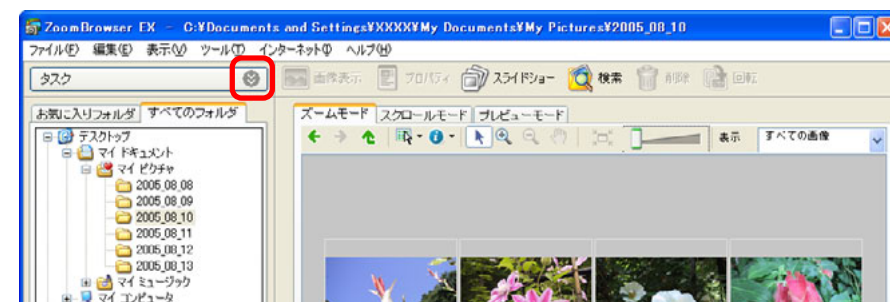 ZoomBrowser EX - C:¥Documents and Settings¥XXXX¥My Documents¥My Pictures¥2005_08_10
ファイル(F) 編集(E) 表示(V) ツール(T) インターネット(I) ヘルプ(H)
タスク 画像表示 プロパティ スライドショー 検索 削除 回転
お気に入りフォルダ すべてのフォルダ
ズームモード スクロールモード プレビューモード
表示 すべての画像
デスクトップ
マイ ドキュメント
マイ ピクチャ
2005_08_08
2005_08_09
2005_08_10
2005_08_11
2005_08_12
2005_08_13
マイ ミュージック
マイ コンピュータ